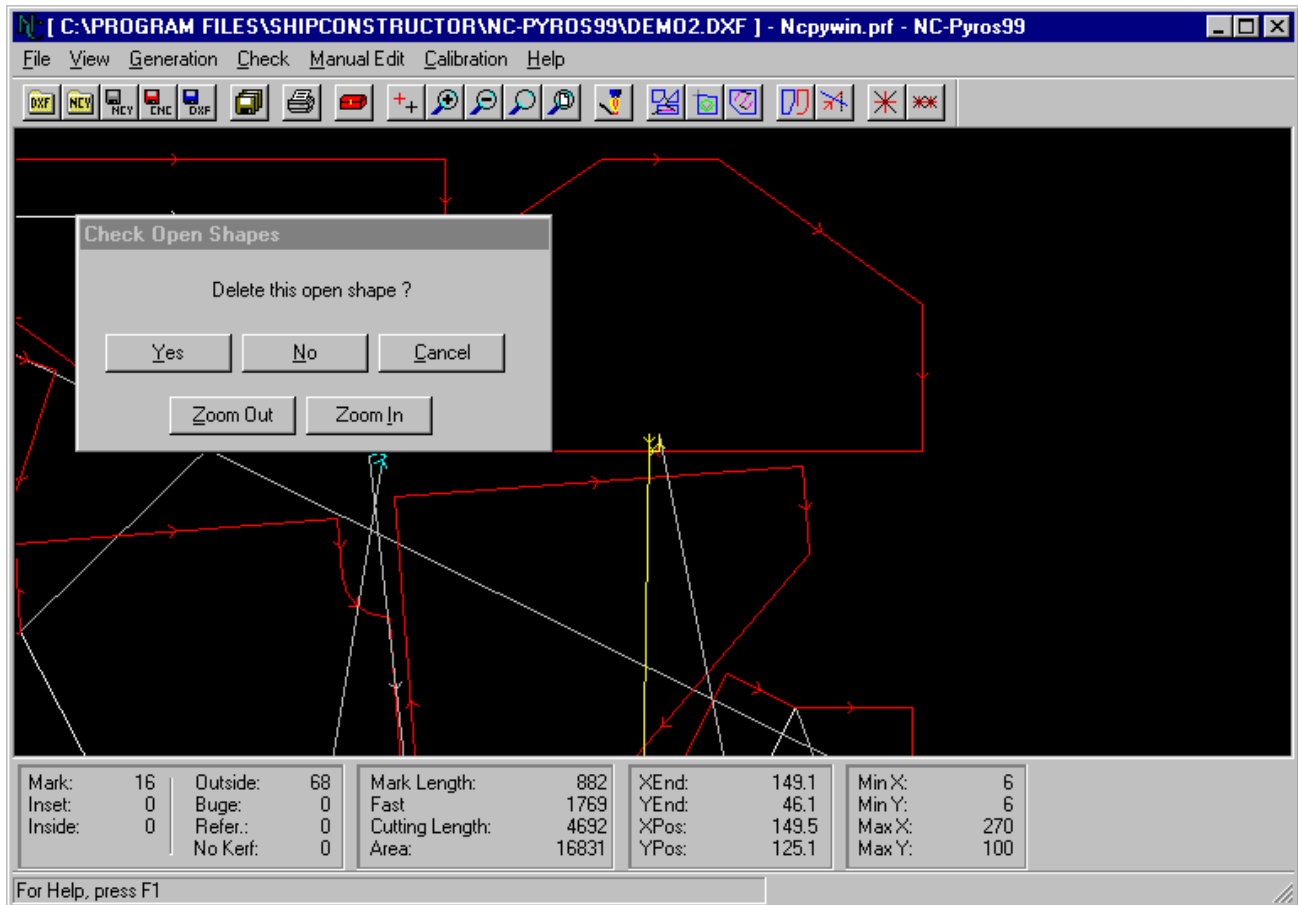 [ C:\PROGRAM FILES\SHIPCONSTRUCTOR\NC-PYROS99\DEMO2.DXF ] - Ncpywin.prf - NC-Pyros99
File View Generation Check Manual Edit Calibration Help
DXF NCY NCY CNC DXF
Check Open Shapes
Delete this open shape ?
Yes No Cancel
Zoom Out Zoom In
Mark: 16 Outside: 68 Mark Length: 882 XEnd: 149.1 Min X: 6
Inset: 0 Buge: 0 Fast 1769 YEnd: 46.1 Min Y: 6
Inside: 0 Refer.: 0 Cutting Length: 4692 XPos: 149.5 Max X: 270
No Kerf: 0 Area: 16831 YPos: 125.1 Max Y: 100
For Help, press F1